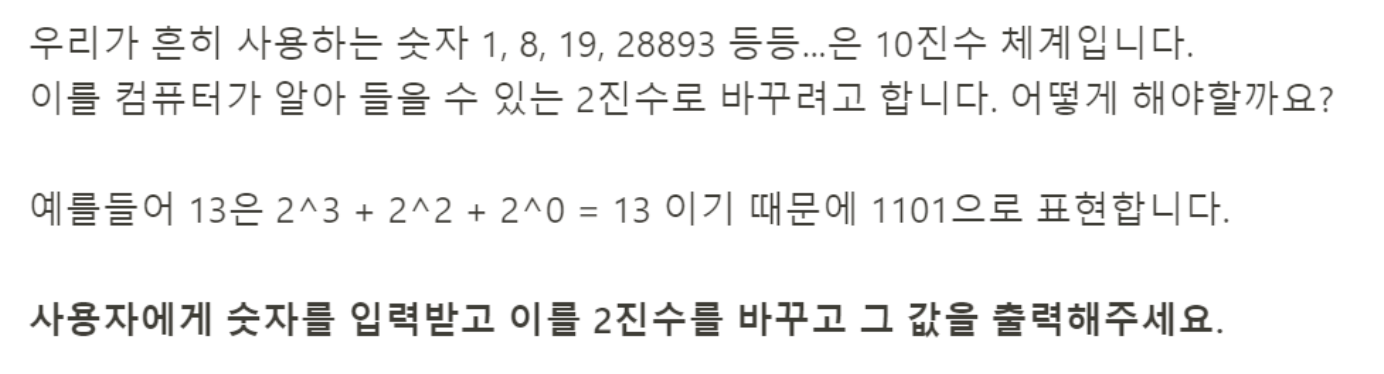 우리가 흔히 사용하는 숫자 1, 8, 19, 28893 등등...은 10진수 체계입니다.
이를 컴퓨터가 알아 들을 수 있는 2진수로 바꾸려고 합니다. 어떻게 해야할까요?
예를들어 13은 2^3 + 2^2 + 2^0 = 13 이기 때문에 1101으로 표현합니다.
사용자에게 숫자를 입력받고 이를 2진수를 바꾸고 그 값을 출력해주세요.